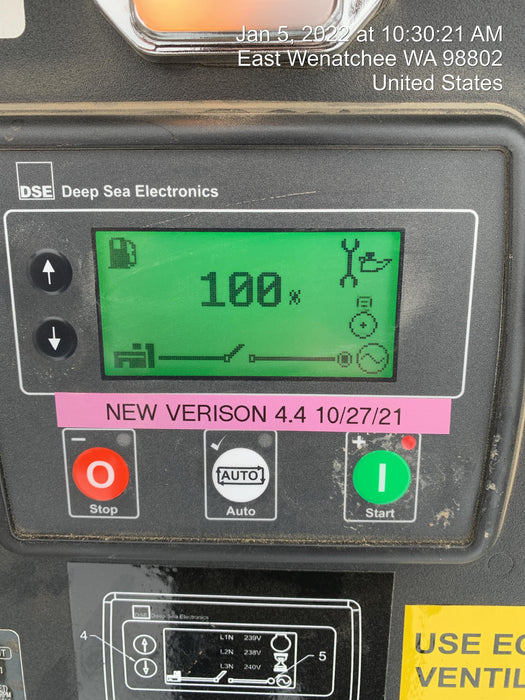 Jan 5, 2022 at 10:30:21 AM
East Wenatchee WA 98802
United States
DSE Deep Sea Electronics
100%
NEW VERISON 4.4 10/27/21
Stop
AUTO
Auto
Start
DSE Deep Sea Electronics
L1N 239V
L2N 238V
L3N 240V
4
5
USE EC
VENTIL